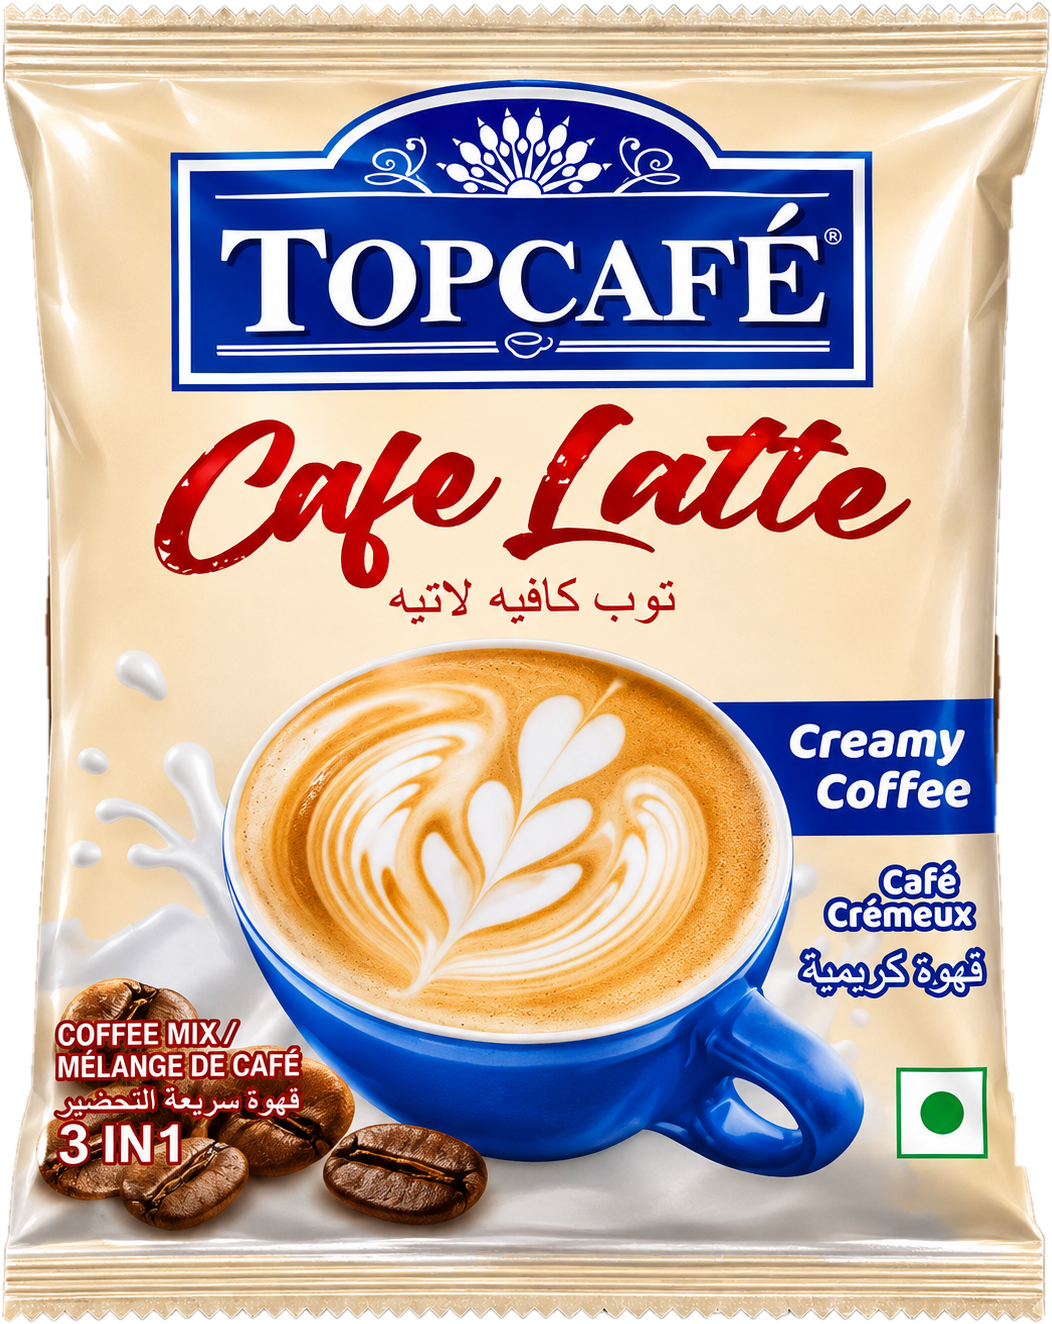 TOPCAFÉ®
Cafe Latte
توب كافيه لاتيه
Creamy
Coffee
Café
Crémeux
قهوة كريمية
COFFEE MIX/
MÉLANGE DE CAFÉ
قهوة سريعة التحضير
3 IN1